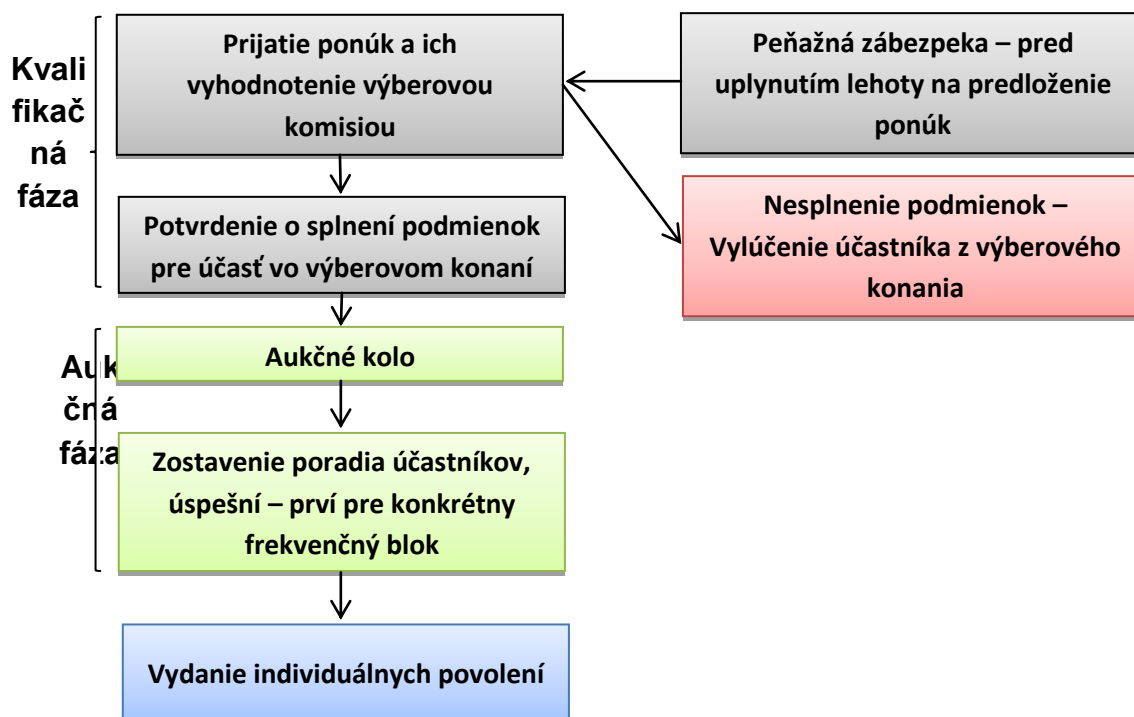 Kvali
fikač
ná
fáza
Prijatie ponúk a ich
vyhodnotenie výberovou
komisiou
Peňažná zábezpeka – pred
uplynutím lehoty na predloženie
ponúk
Potvrdenie o splnení podmienok
pre účasť vo výberovom konaní
Nesplnenie podmienok –
Vylúčenie účastníka z výberového
konania
Auk
čná
fáza
Aukčné kolo
Zostavenie poradia účastníkov,
úspešní – prví pre konkrétny
frekvenčný blok
Vydanie individuálnych povolení